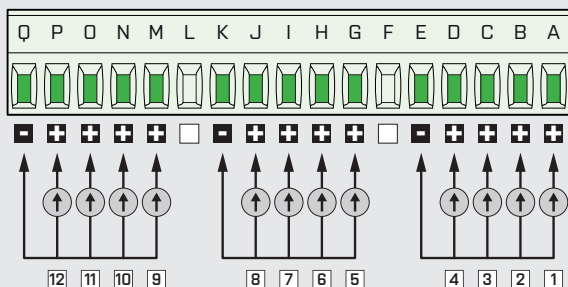 Q P O N M L K J I H G F E D C B A
- + + + + - + + + + - + + + +
12 11 10 9 8 7 6 5 4 3 2 1